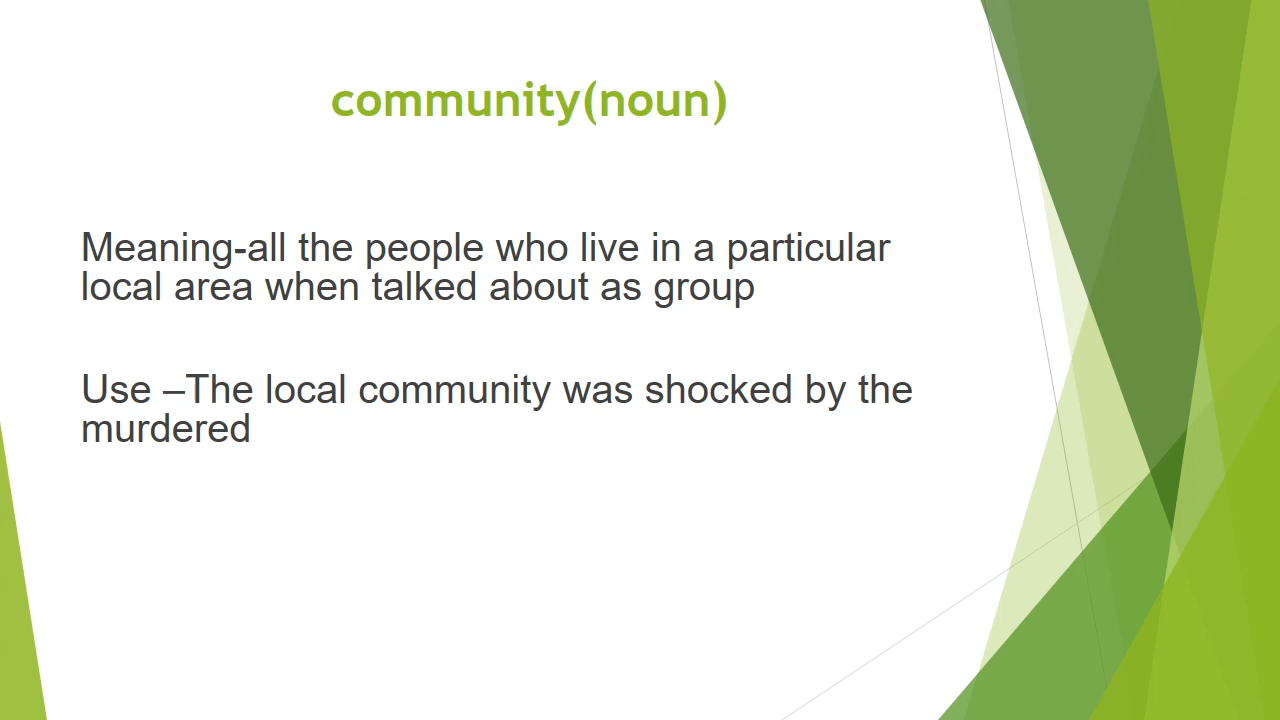 community(noun)
Meaning-all the people who live in a particular
local area when talked about as group
Use –The local community was shocked by the
murdered